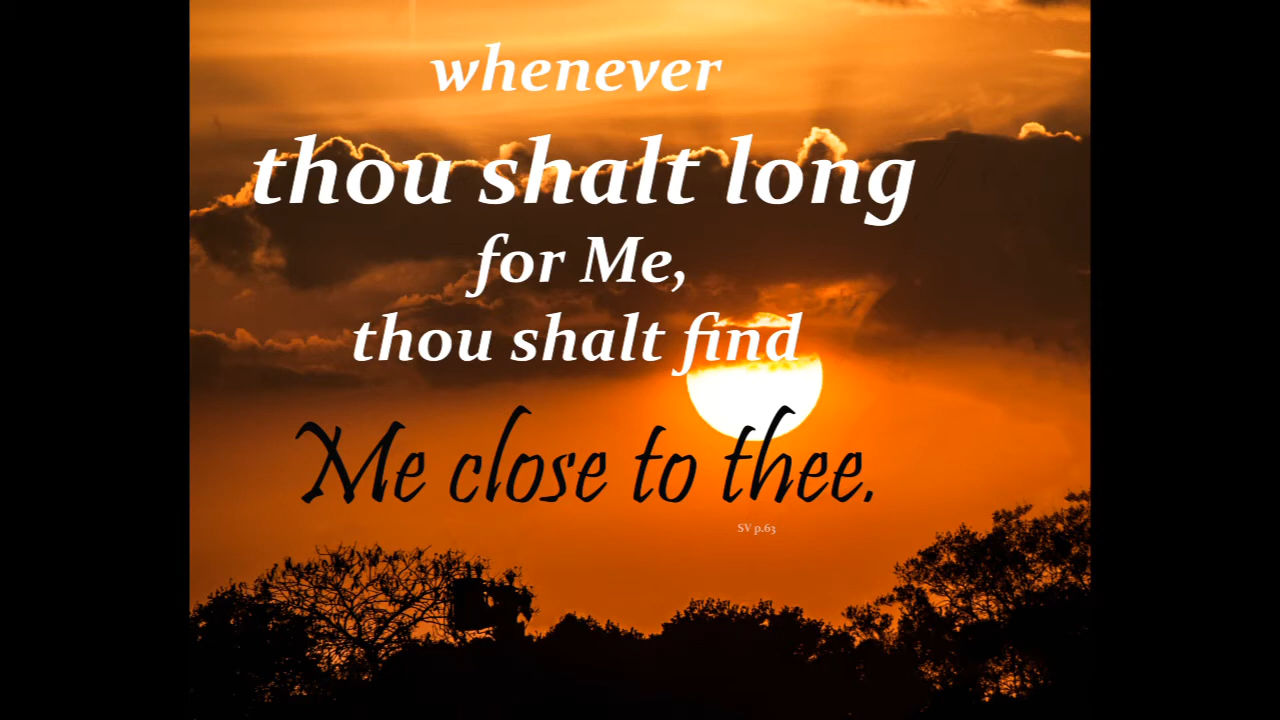 whenever
thou shalt long
for Me,
thou shalt find
Me close to thee.
SV p.63